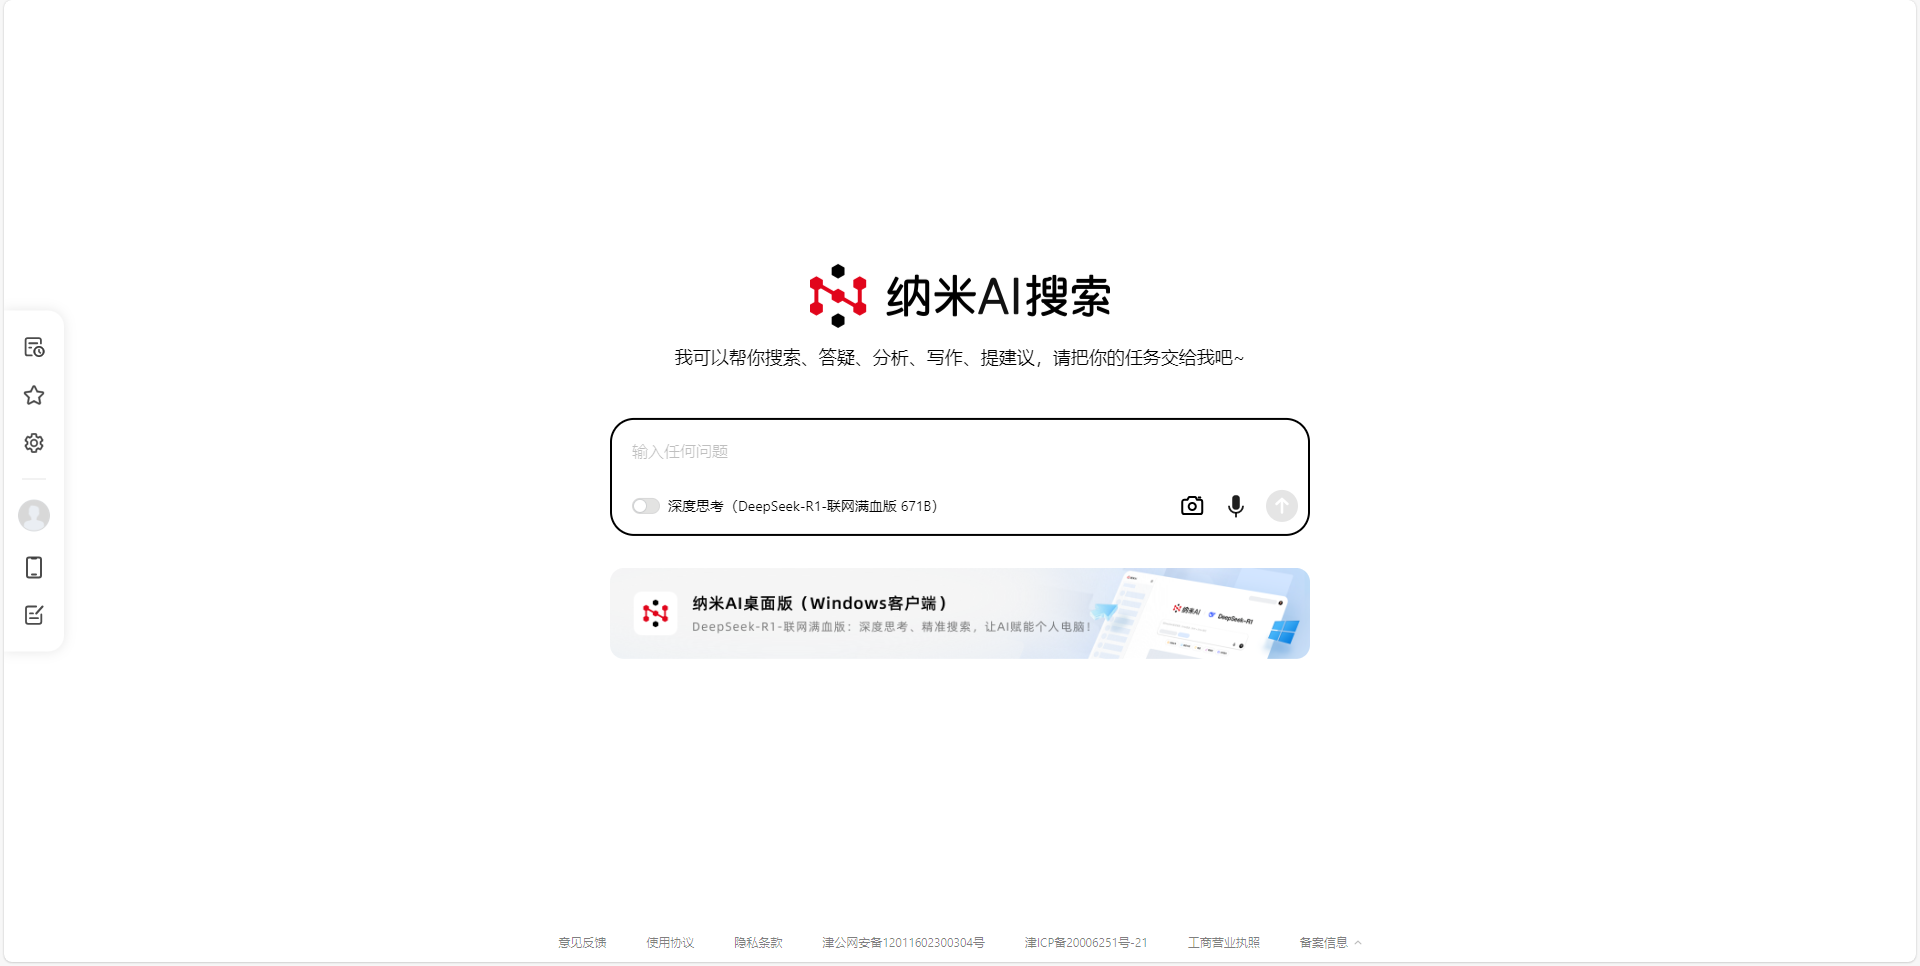 纳米AI搜索
我可以帮你搜索、答疑、分析、写作、提建议，请把你的任务交给我吧~
输入任何问题
深度思考（DeepSeek-R1-联网满血版 671B）
纳米AI桌面版（Windows客户端）
DeepSeek-R1-联网满血版：深度思考、精准搜索，让AI赋能个人电脑！
纳米AI DeepSeek-R1
意见反馈 使用协议 隐私条款 津公网安备12011602300304号 津ICP备20006251号-21 工商营业执照 备案信息